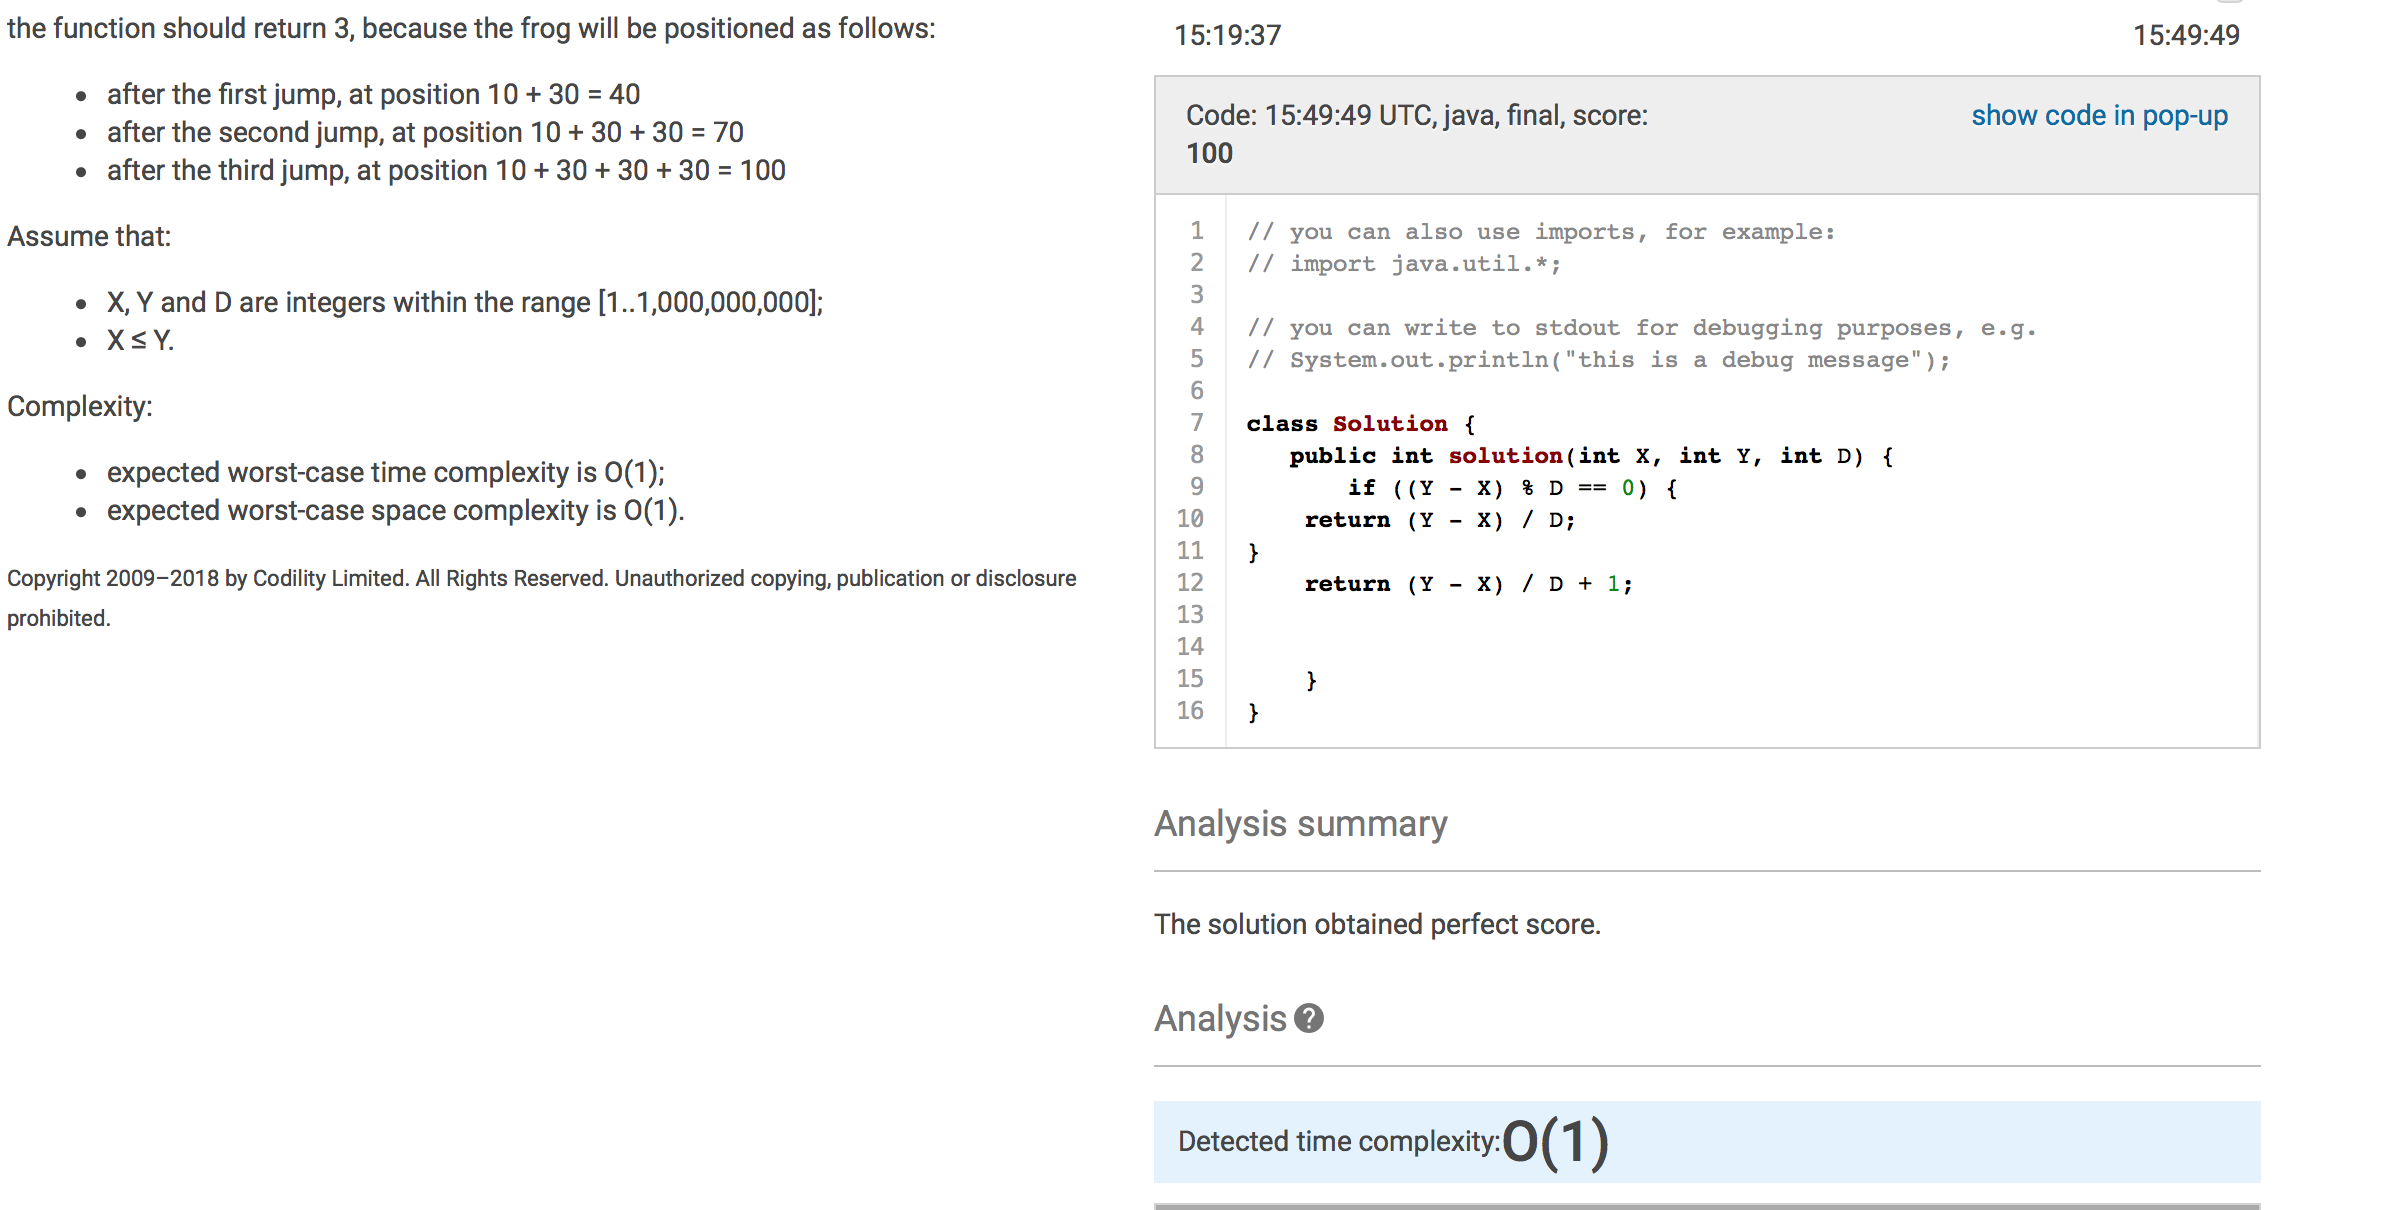 the function should return 3, because the frog will be positioned as follows:
• after the first jump, at position 10 + 30 = 40
• after the second jump, at position 10 + 30 + 30 = 70
• after the third jump, at position 10 + 30 + 30 + 30 = 100
Assume that:
• X, Y and D are integers within the range [1..1,000,000,000];
• X ≤ Y.
Complexity:
• expected worst-case time complexity is O(1);
• expected worst-case space complexity is O(1).
Copyright 2009–2018 by Codility Limited. All Rights Reserved. Unauthorized copying, publication or disclosure
prohibited.
15:19:37 15:49:49
Code: 15:49:49 UTC, java, final, score: show code in pop-up
100
1 // you can also use imports, for example:
2 // import java.util.*;
3
4 // you can write to stdout for debugging purposes, e.g.
5 // System.out.println("this is a debug message");
6
7 class Solution {
8    public int solution(int X, int Y, int D) {
9        if ((Y - X) % D == 0) {
10     return (Y - X) / D;
11 }
12     return (Y - X) / D + 1;
13
14
15     }
16 }
Analysis summary
The solution obtained perfect score.
Analysis ?
Detected time complexity: O(1)